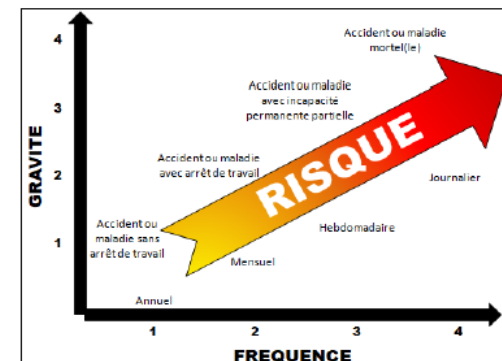 4
Accident ou maladie
mortel(le)
3
Accident ou maladie
avec incapacité
permanente partielle
GRAVITE
RISQUE
2
Accident ou maladie
avec arrêt de travail
Journalier
1
Accident ou
maladie sans
arrêt de travail
Hebdomadaire
Mensuel
Annuel
1 2 3 4
FREQUENCE